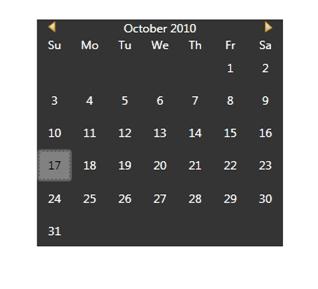 October 2010
Su Mo Tu We Th Fr Sa
1 2
3 4 5 6 7 8 9
10 11 12 13 14 15 16
17 18 19 20 21 22 23
24 25 26 27 28 29 30
31